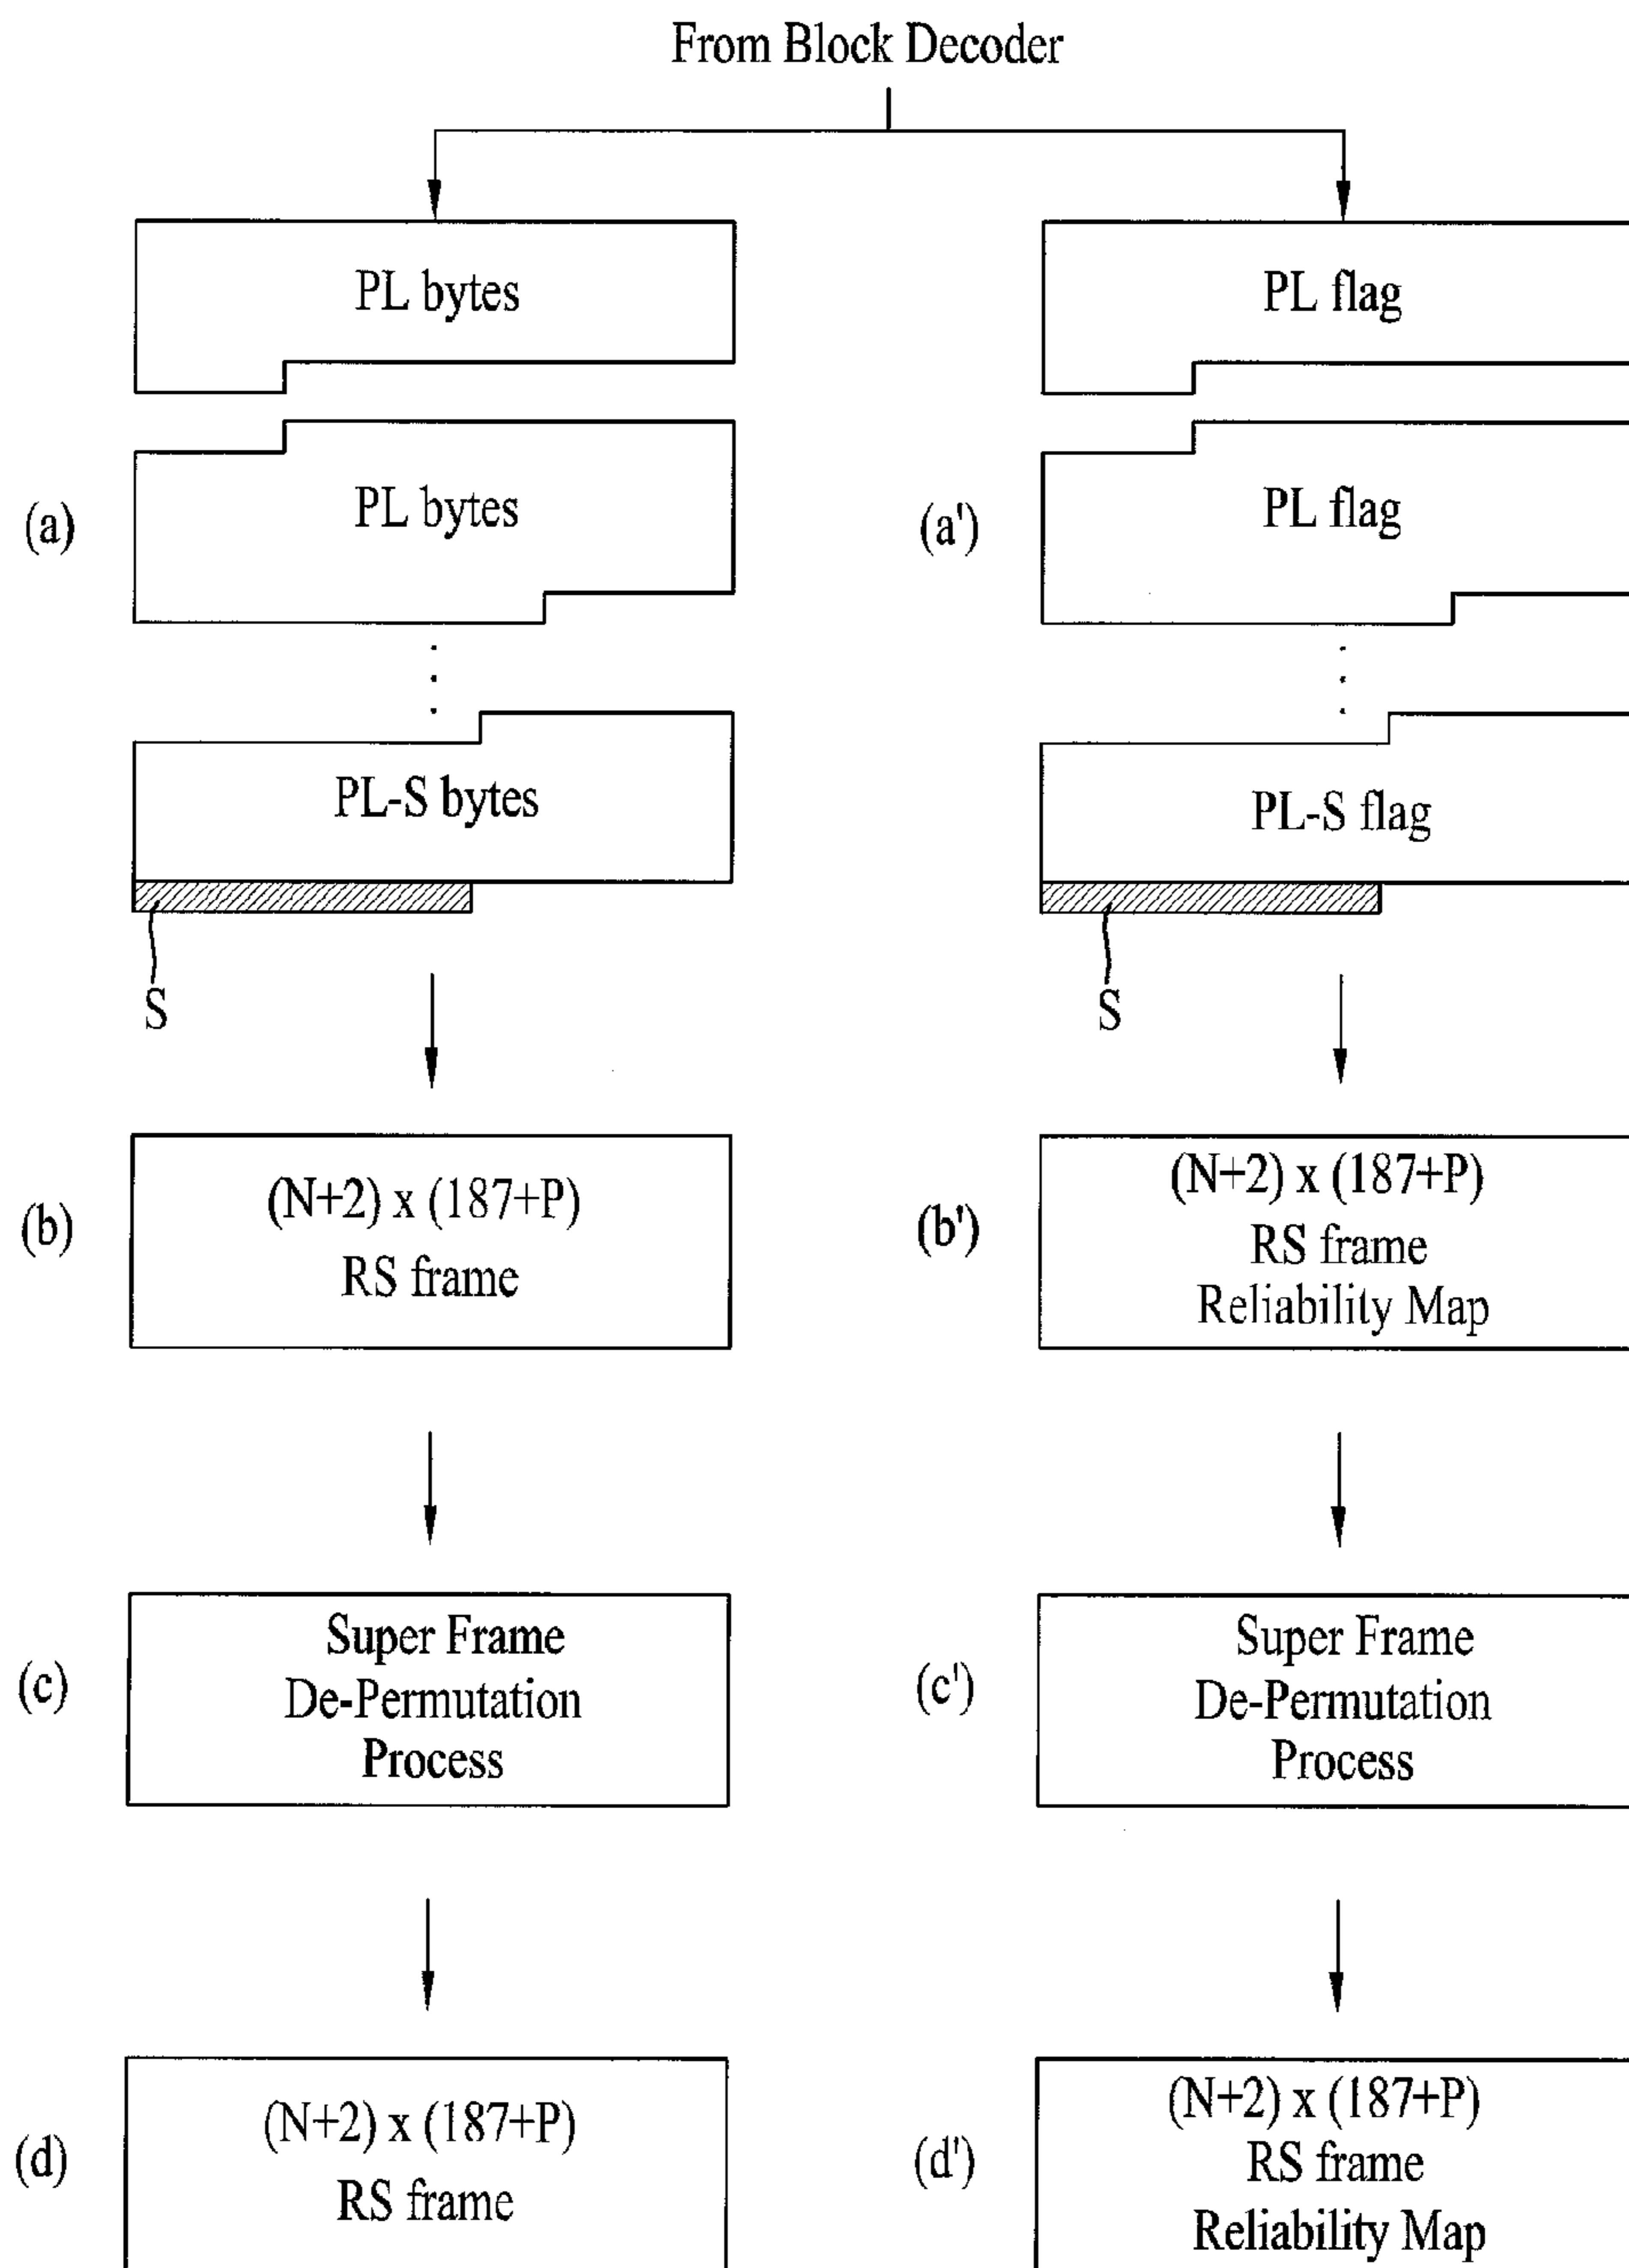 From Block Decoder
PL bytes
PL flag
PL bytes
PL flag
(a)
(a')
PL-S bytes
PL-S flag
S
S
(b)
(N+2) x (187+P)
RS frame
(b')
(N+2) x (187+P)
RS frame
Reliability Map
(c)
Super Frame
De-Permutation
Process
(c')
Super Frame
De-Permutation
Process
(d)
(N+2) x (187+P)
RS frame
(d')
(N+2) x (187+P)
RS frame
Reliability Map